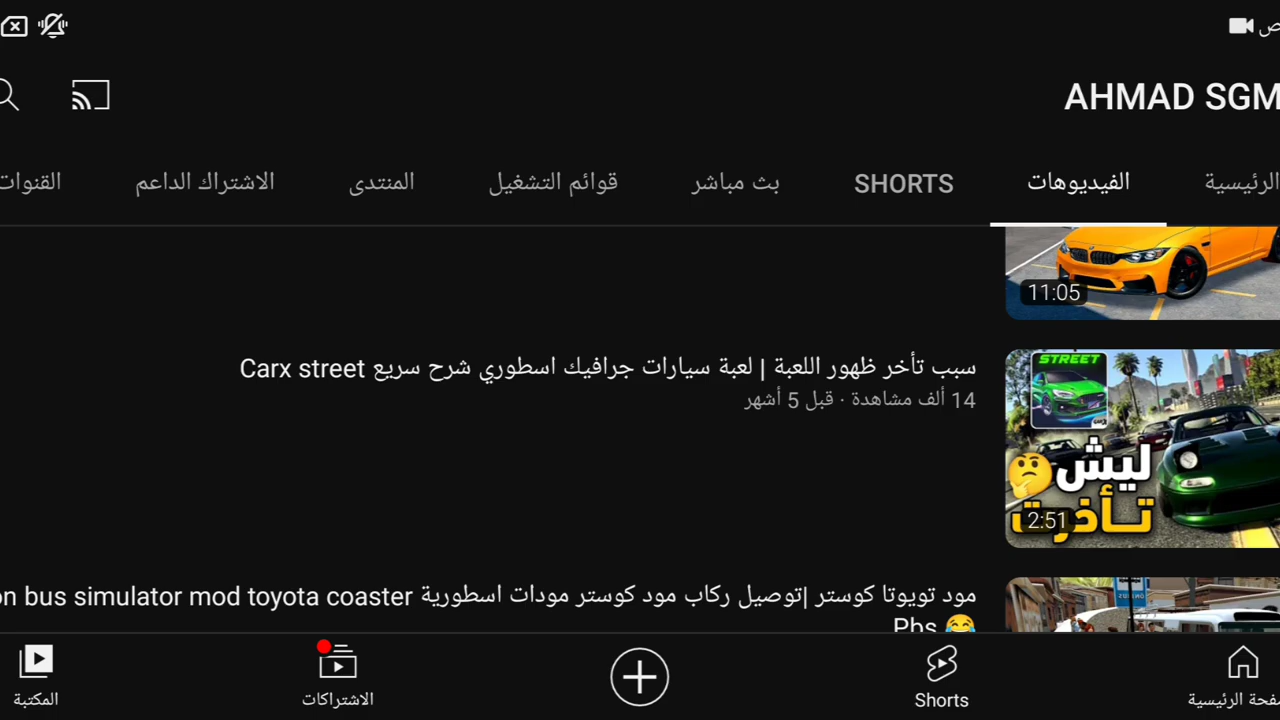 ص
AHMAD SGM
الرئيسية
الفيديوهات
SHORTS
بث مباشر
قوائم التشغيل
المنتدى
الاشتراك الداعم
القنوات
11:05
سبب تأخر ظهور اللعبة | لعبة سيارات جرافيك اسطوري شرح سريع Carx street
14 ألف مشاهدة · قبل 5 أشهر
STREET
ليش
تأخرت
2:51
مود تويوتا كوستر |توصيل ركاب مود كوستر مودات اسطورية on bus simulator mod toyota coaster
😂 Pbs
فحة الرئيسية
Shorts
الاشتراكات
المكتبة